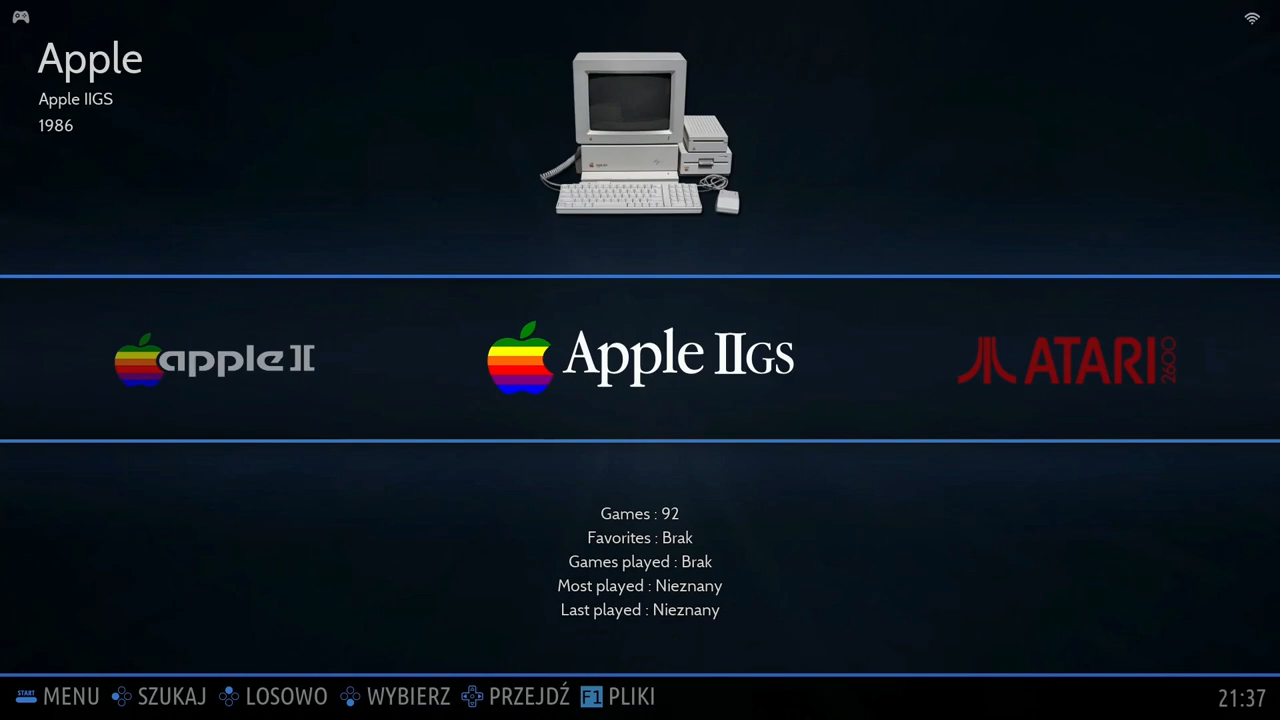 Apple
Apple IIGS
1986
apple II
Apple IIGS
ATARI 2600
Games : 92
Favorites : Brak
Games played : Brak
Most played : Nieznany
Last played : Nieznany
START MENU SZUKAJ LOSOWO WYBIERZ PRZEJDŹ F1 PLIKI 21:37